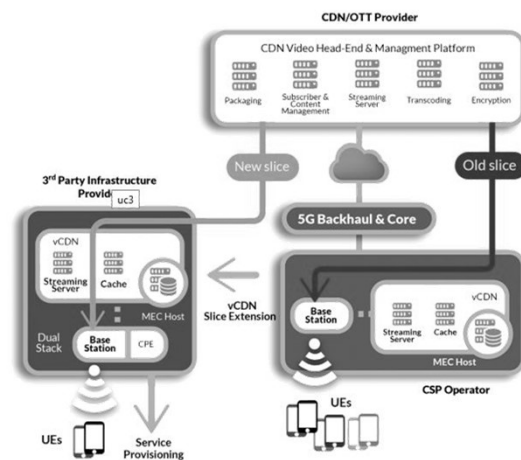 CDN/OTT Provider
CDN Video Head-End & Managment Platform
Packaging
Subscriber &
Content
Management
Streaming
Server
Transcoding
Encryption
New slice
Old slice
3rd Party Infrastructure
Provid
uc3
5G Backhaul & Core
vCDN
Streaming
Server
Cache
MEC Host
Dual
Stack
Base
Station
CPE
vCDN
Slice Extension
Base
Station
vCDN
Streaming
Server
Cache
MEC Host
CSP Operator
UEs
Service
Provisioning
UEs